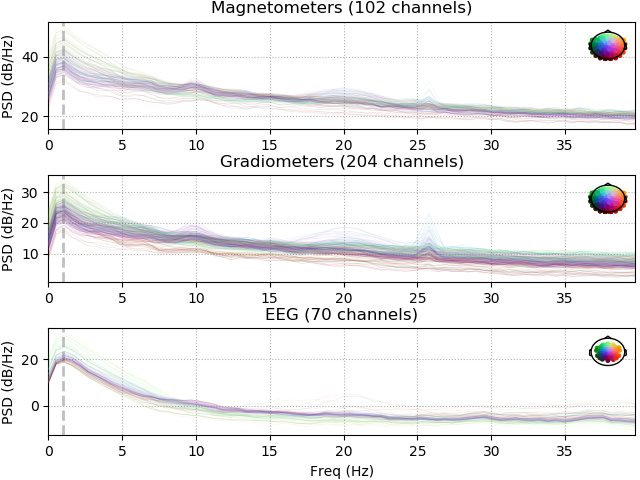 Magnetometers (102 channels)
PSD (dB/Hz)
40
20
0 5 10 15 20 25 30 35
Gradiometers (204 channels)
PSD (dB/Hz)
30
20
10
0 5 10 15 20 25 30 35
EEG (70 channels)
PSD (dB/Hz)
20
0
0 5 10 15 20 25 30 35
Freq (Hz)